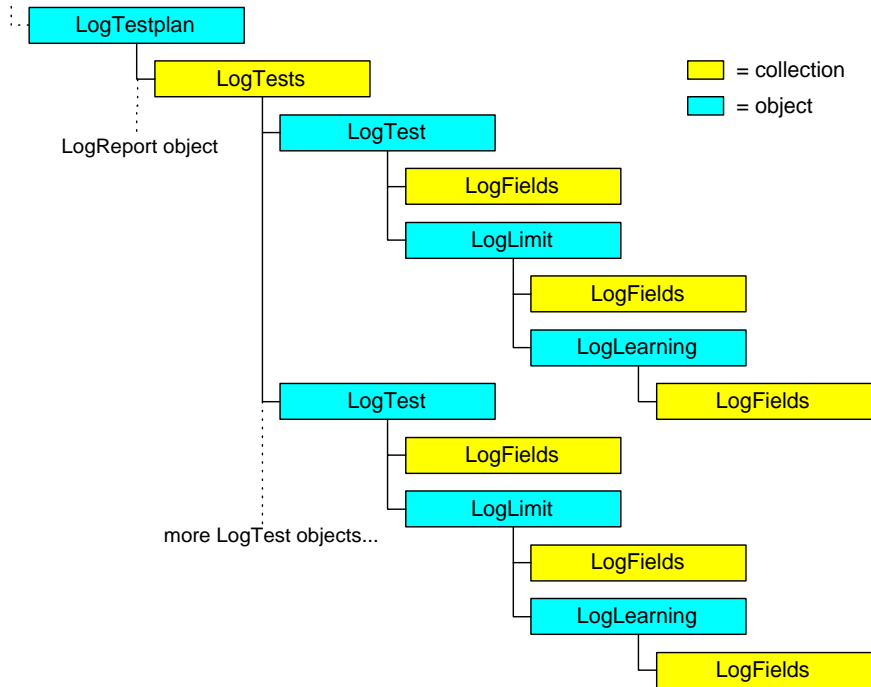 LogTestplan
LogTests
= collection
= object
LogTest
LogReport object
LogFields
LogLimit
LogFields
LogLearning
LogTest
LogFields
LogFields
LogLimit
more LogTest objects...
LogFields
LogLearning
LogFields